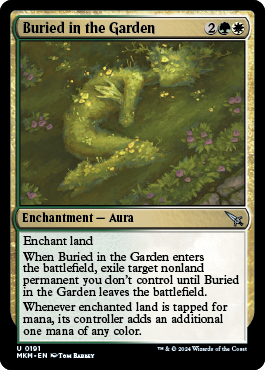 Buried in the Garden 2
Enchantment — Aura
Enchant land
When Buried in the Garden enters
the battlefield, exile target nonland
permanent you don't control until Buried
in the Garden leaves the battlefield.
Whenever enchanted land is tapped for
mana, its controller adds an additional
one mana of any color.
U 0191
MKM • EN Tom Babbey
™ & © 2024 Wizards of the Coast